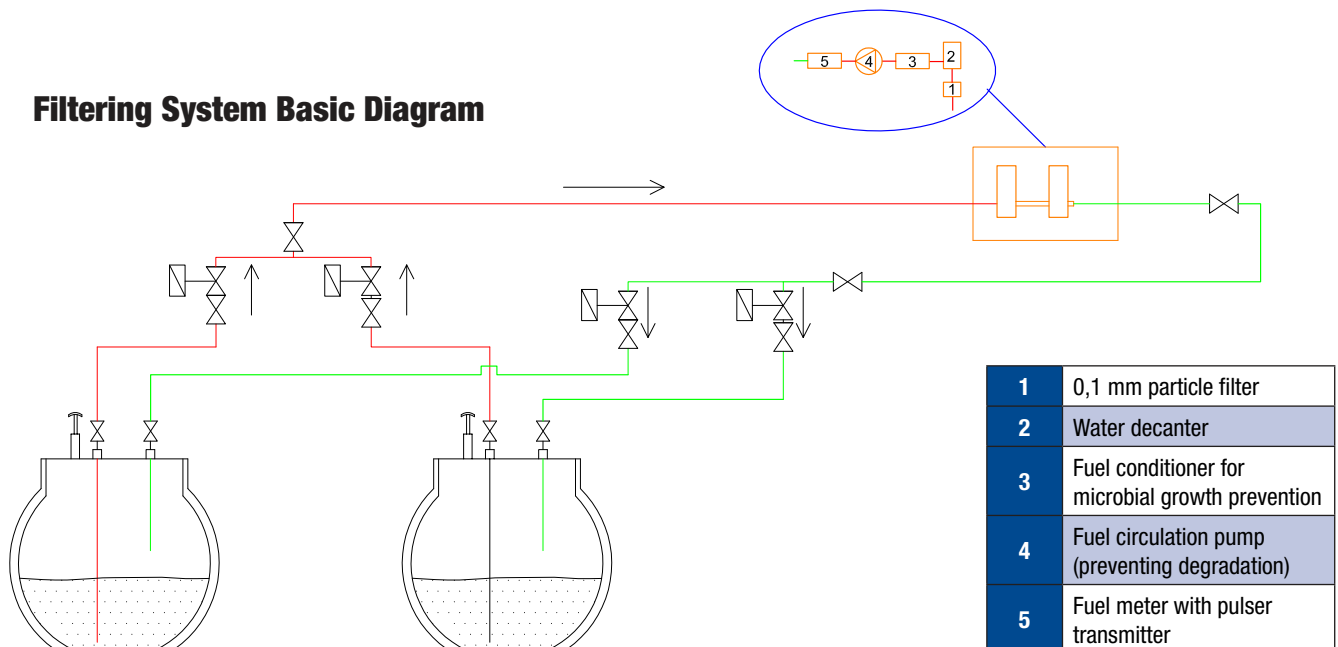 Filtering System Basic Diagram
5 4 3 2
1
1 0,1 mm particle filter
2 Water decanter
3 Fuel conditioner for
microbial growth prevention
4 Fuel circulation pump
(preventing degradation)
5 Fuel meter with pulser
transmitter